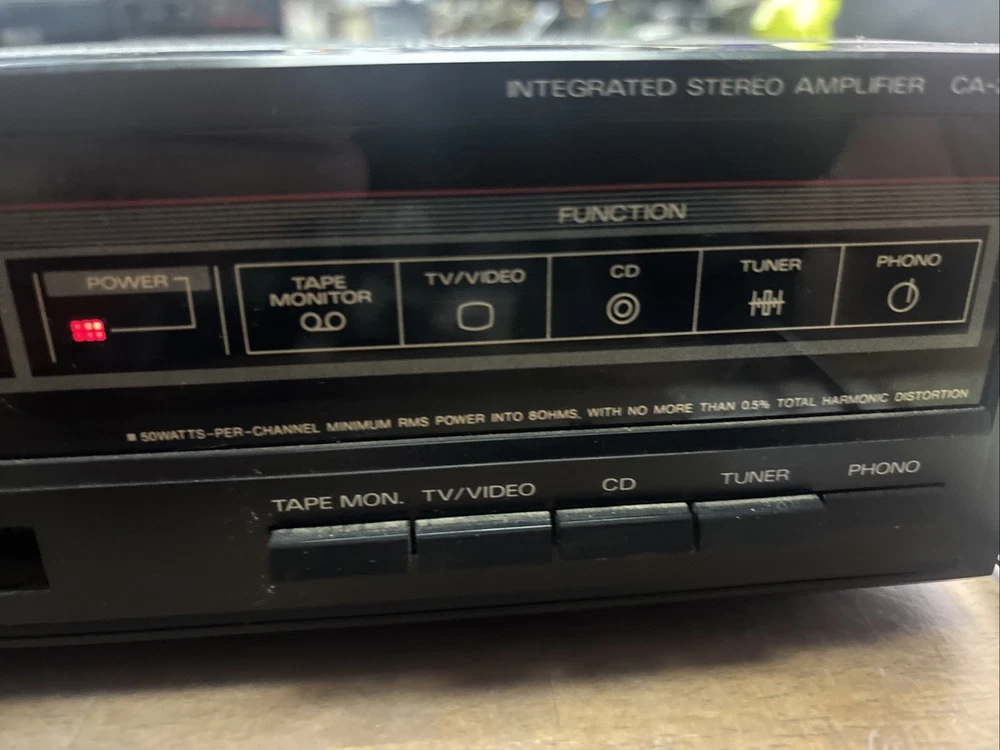 INTEGRATED STEREO AMPLIFIER CA-
FUNCTION
POWER
TAPE
MONITOR
TV/VIDEO
CD
TUNER
PHONO
■ 50WATTS-PER-CHANNEL MINIMUM RMS POWER INTO 8OHMS, WITH NO MORE THAN 0.5% TOTAL HARMONIC DISTORTION
TAPE MON. TV/VIDEO CD TUNER PHONO